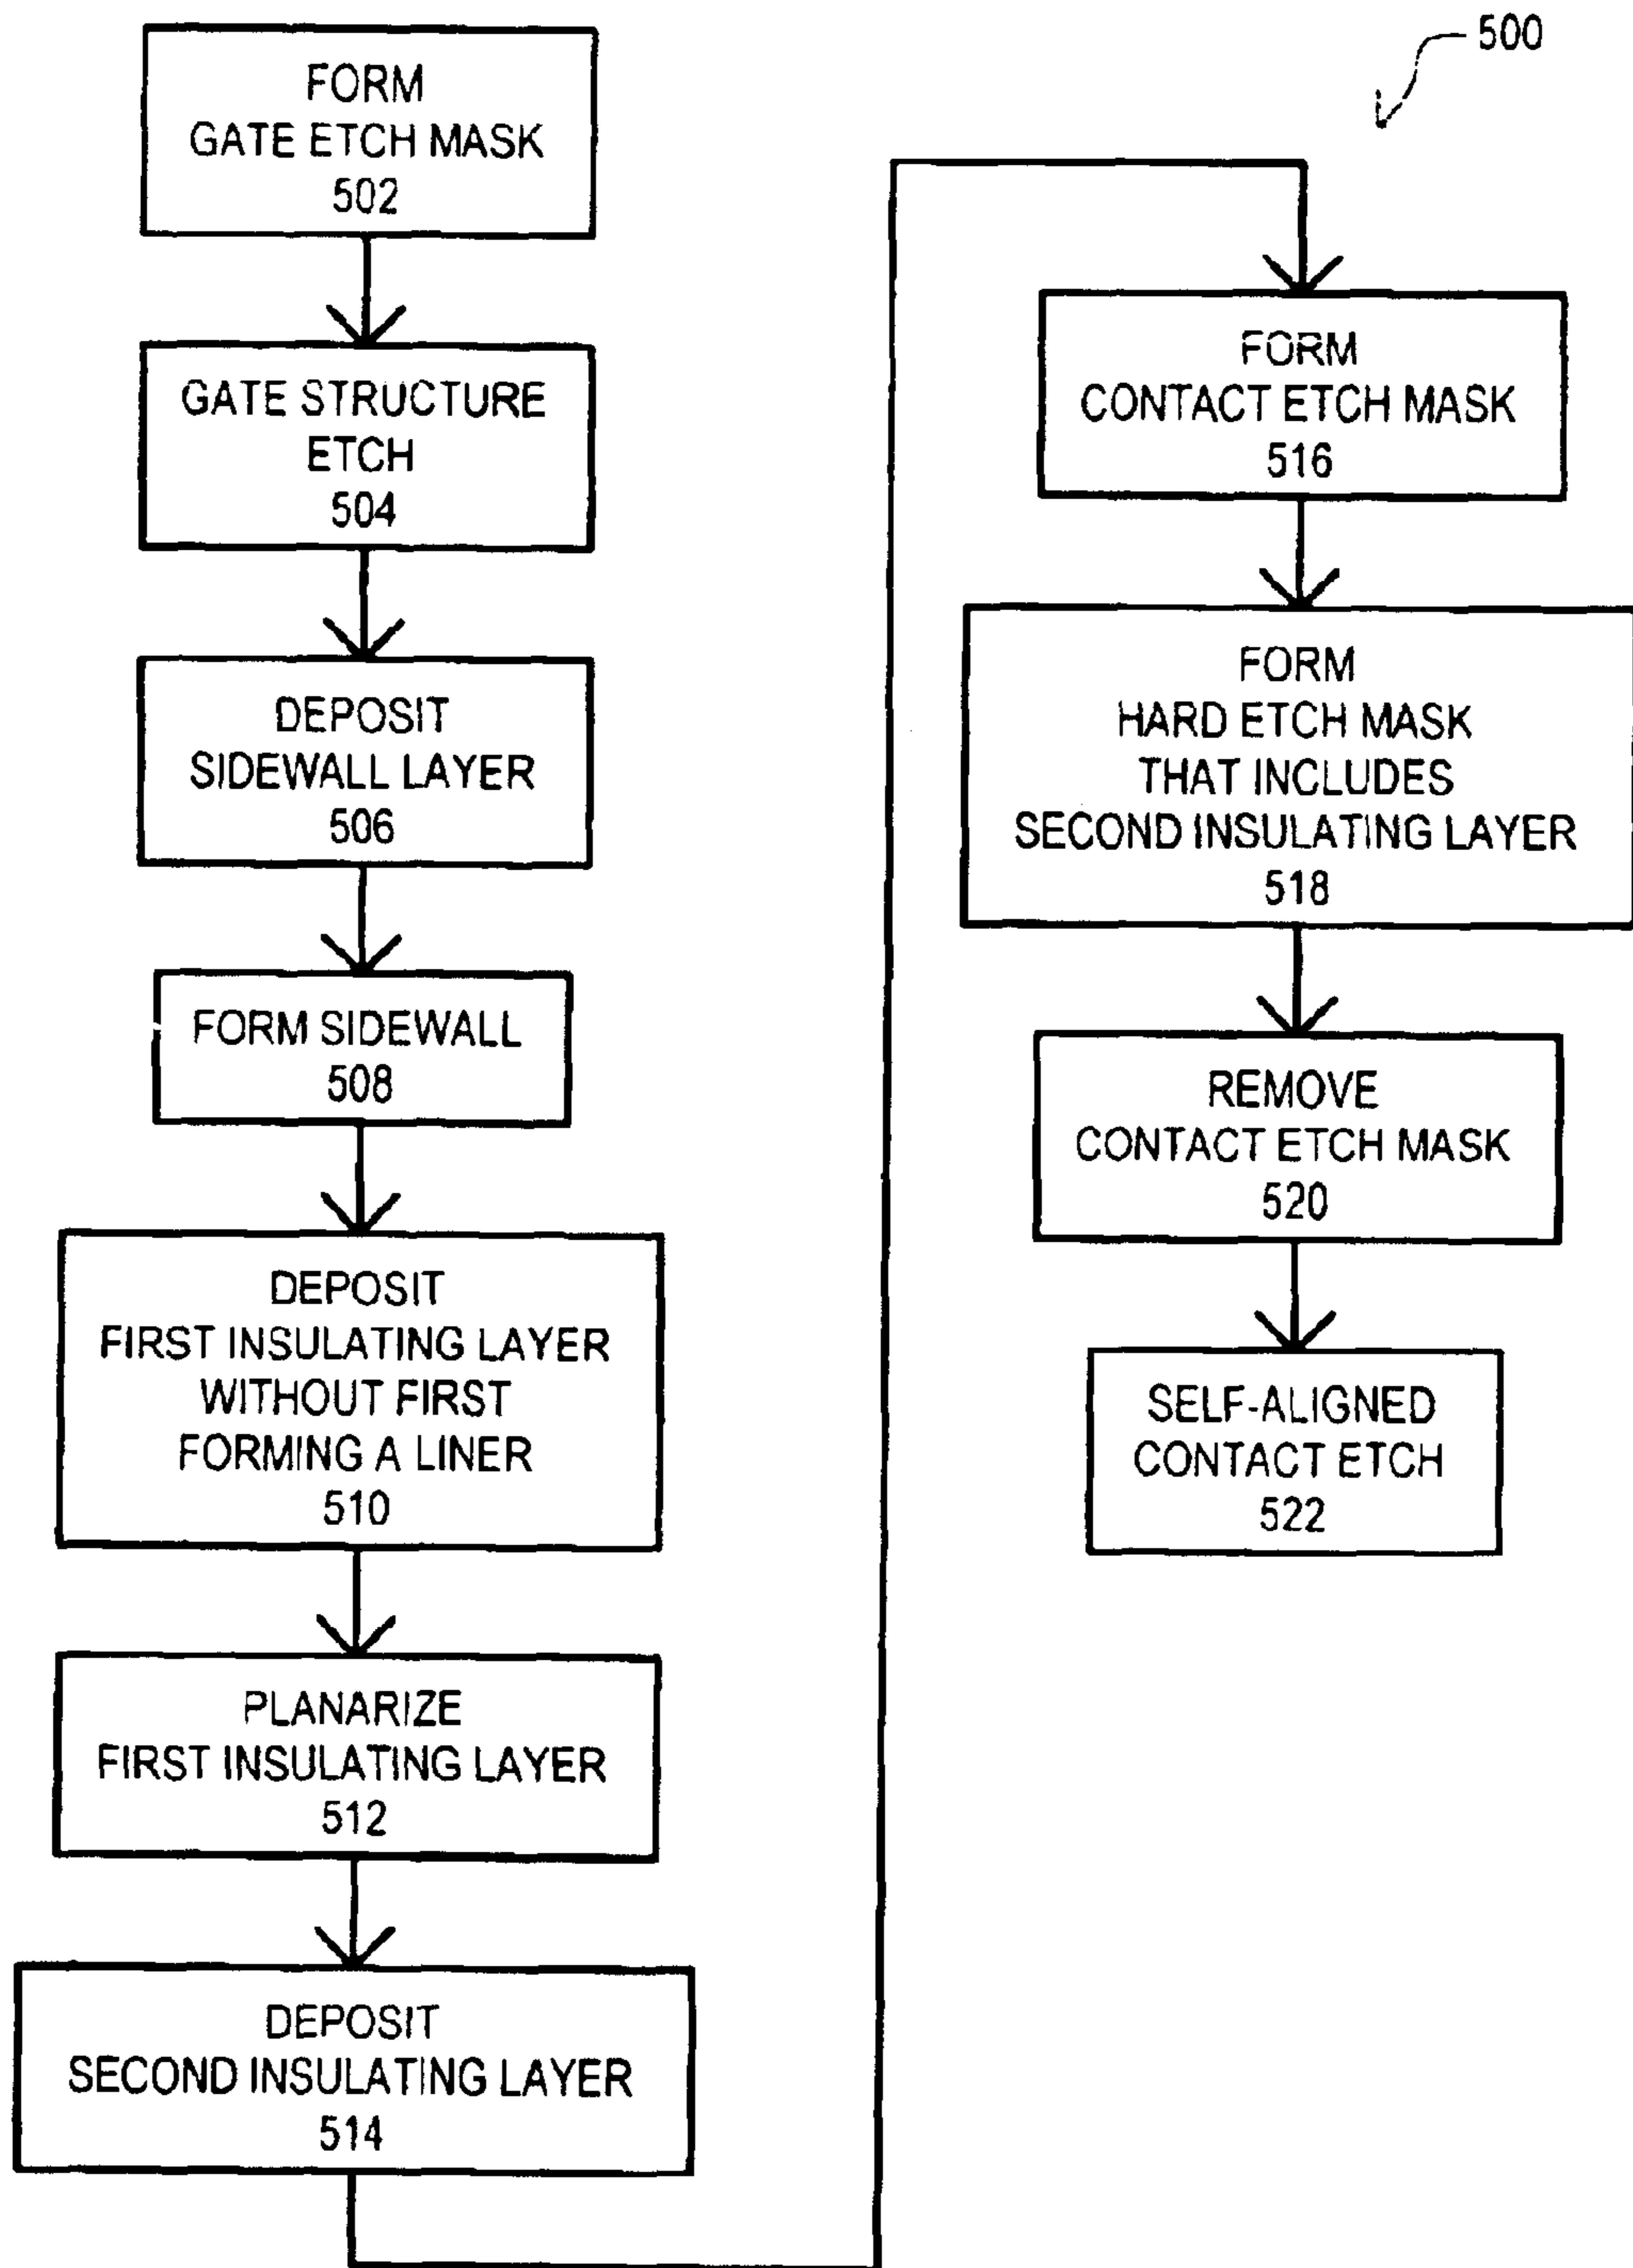 500
FORM
GATE ETCH MASK
502
GATE STRUCTURE
ETCH
504
DEPOSIT
SIDEWALL LAYER
506
FORM SIDEWALL
508
DEPOSIT
FIRST INSULATING LAYER
WITHOUT FIRST
FORMING A LINER
510
PLANARIZE
FIRST INSULATING LAYER
512
DEPOSIT
SECOND INSULATING LAYER
514
FORM
CONTACT ETCH MASK
516
FORM
HARD ETCH MASK
THAT INCLUDES
SECOND INSULATING LAYER
518
REMOVE
CONTACT ETCH MASK
520
SELF-ALIGNED
CONTACT ETCH
522